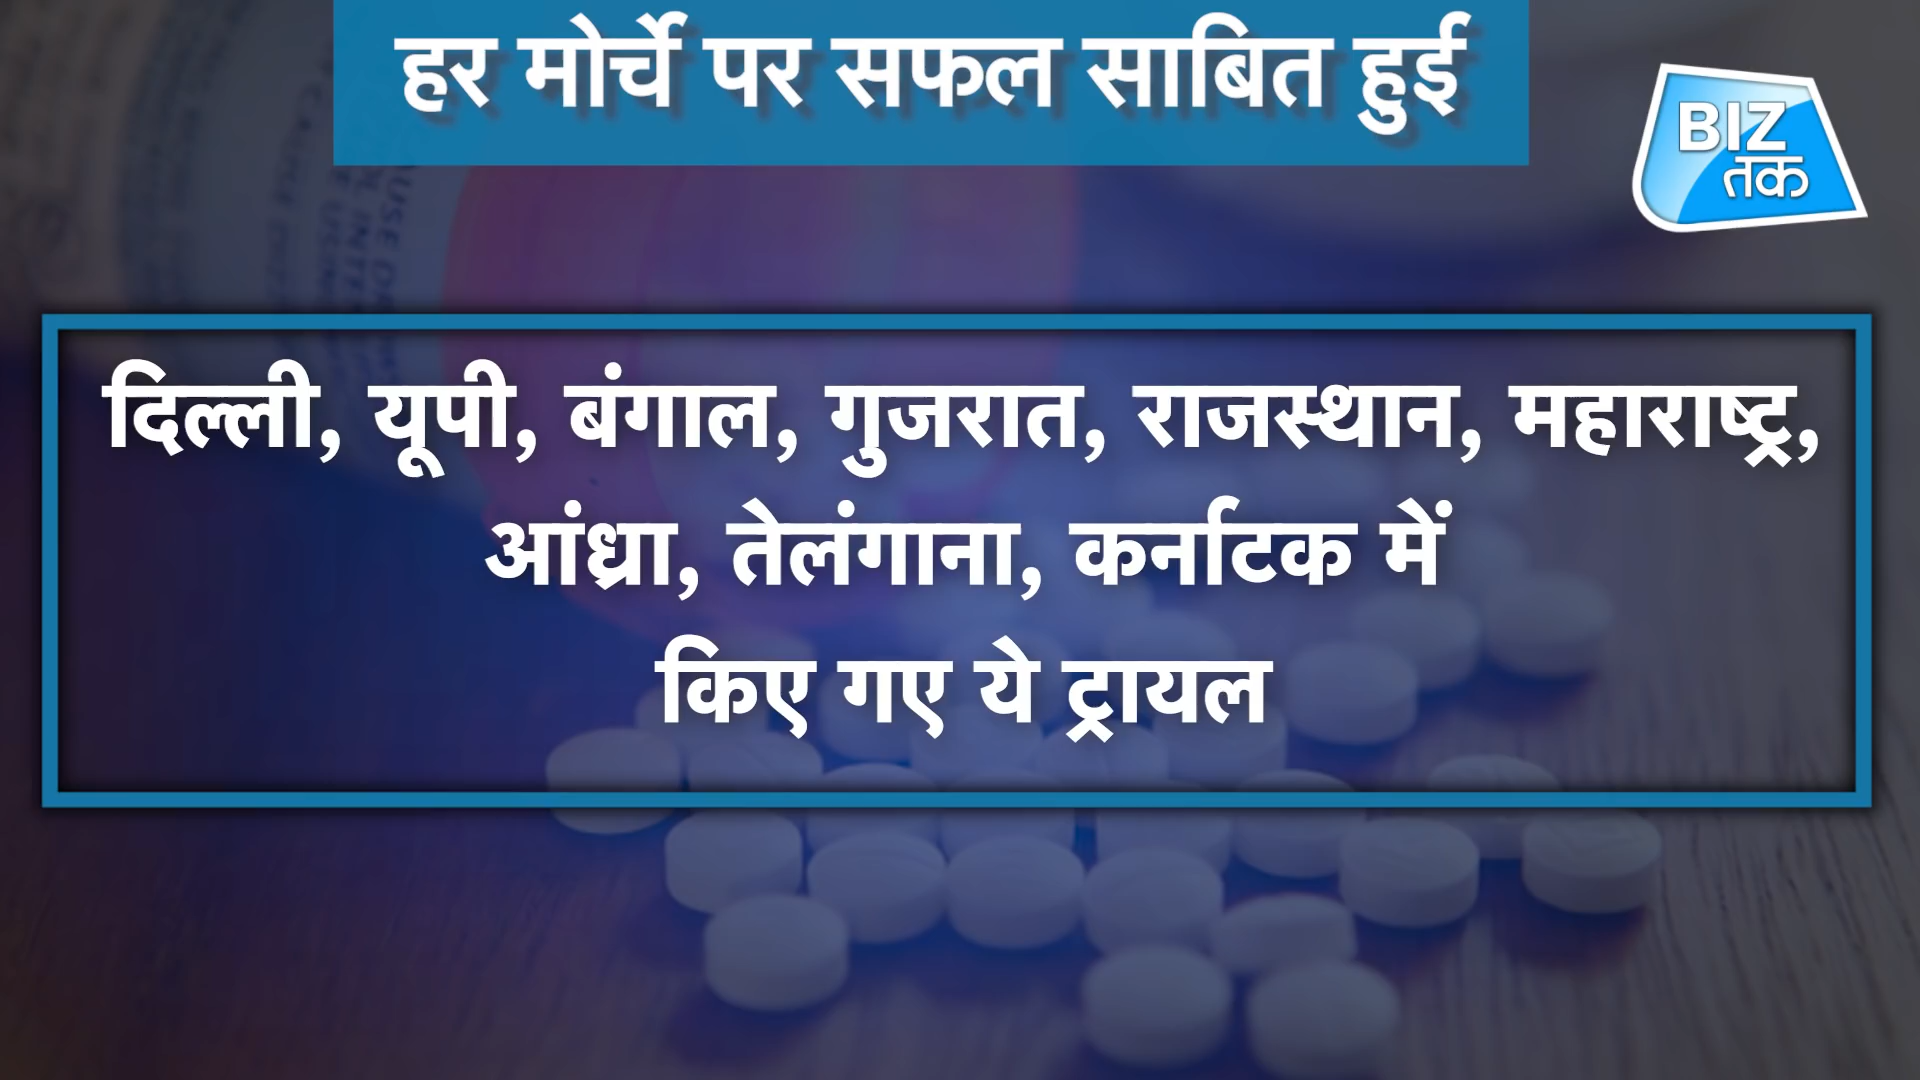 हर मोर्चे पर सफल साबित हुई
BIZ
तक
दिल्ली, यूपी, बंगाल, गुजरात, राजस्थान, महाराष्ट्र,
आंध्रा, तेलंगाना, कर्नाटक में
किए गए ये ट्रायल